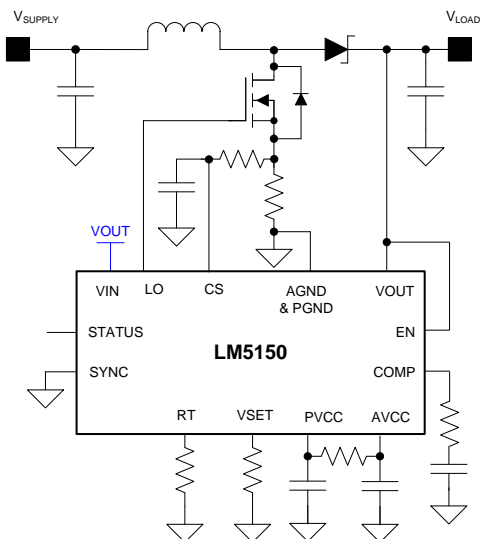 VSUPPLY
VLOAD
VOUT
VIN
LO
CS
AGND
& PGND
VOUT
STATUS
EN
LM5150
SYNC
COMP
RT
VSET
PVCC
AVCC